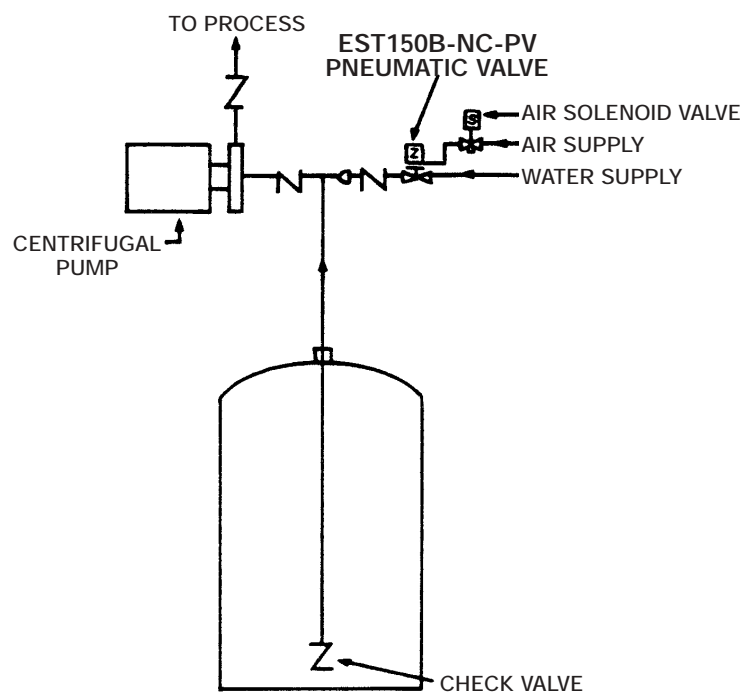 TO PROCESS
EST150B-NC-PV
PNEUMATIC VALVE
S
AIR SOLENOID VALVE
Z
AIR SUPPLY
WATER SUPPLY
CENTRIFUGAL
PUMP
CHECK VALVE